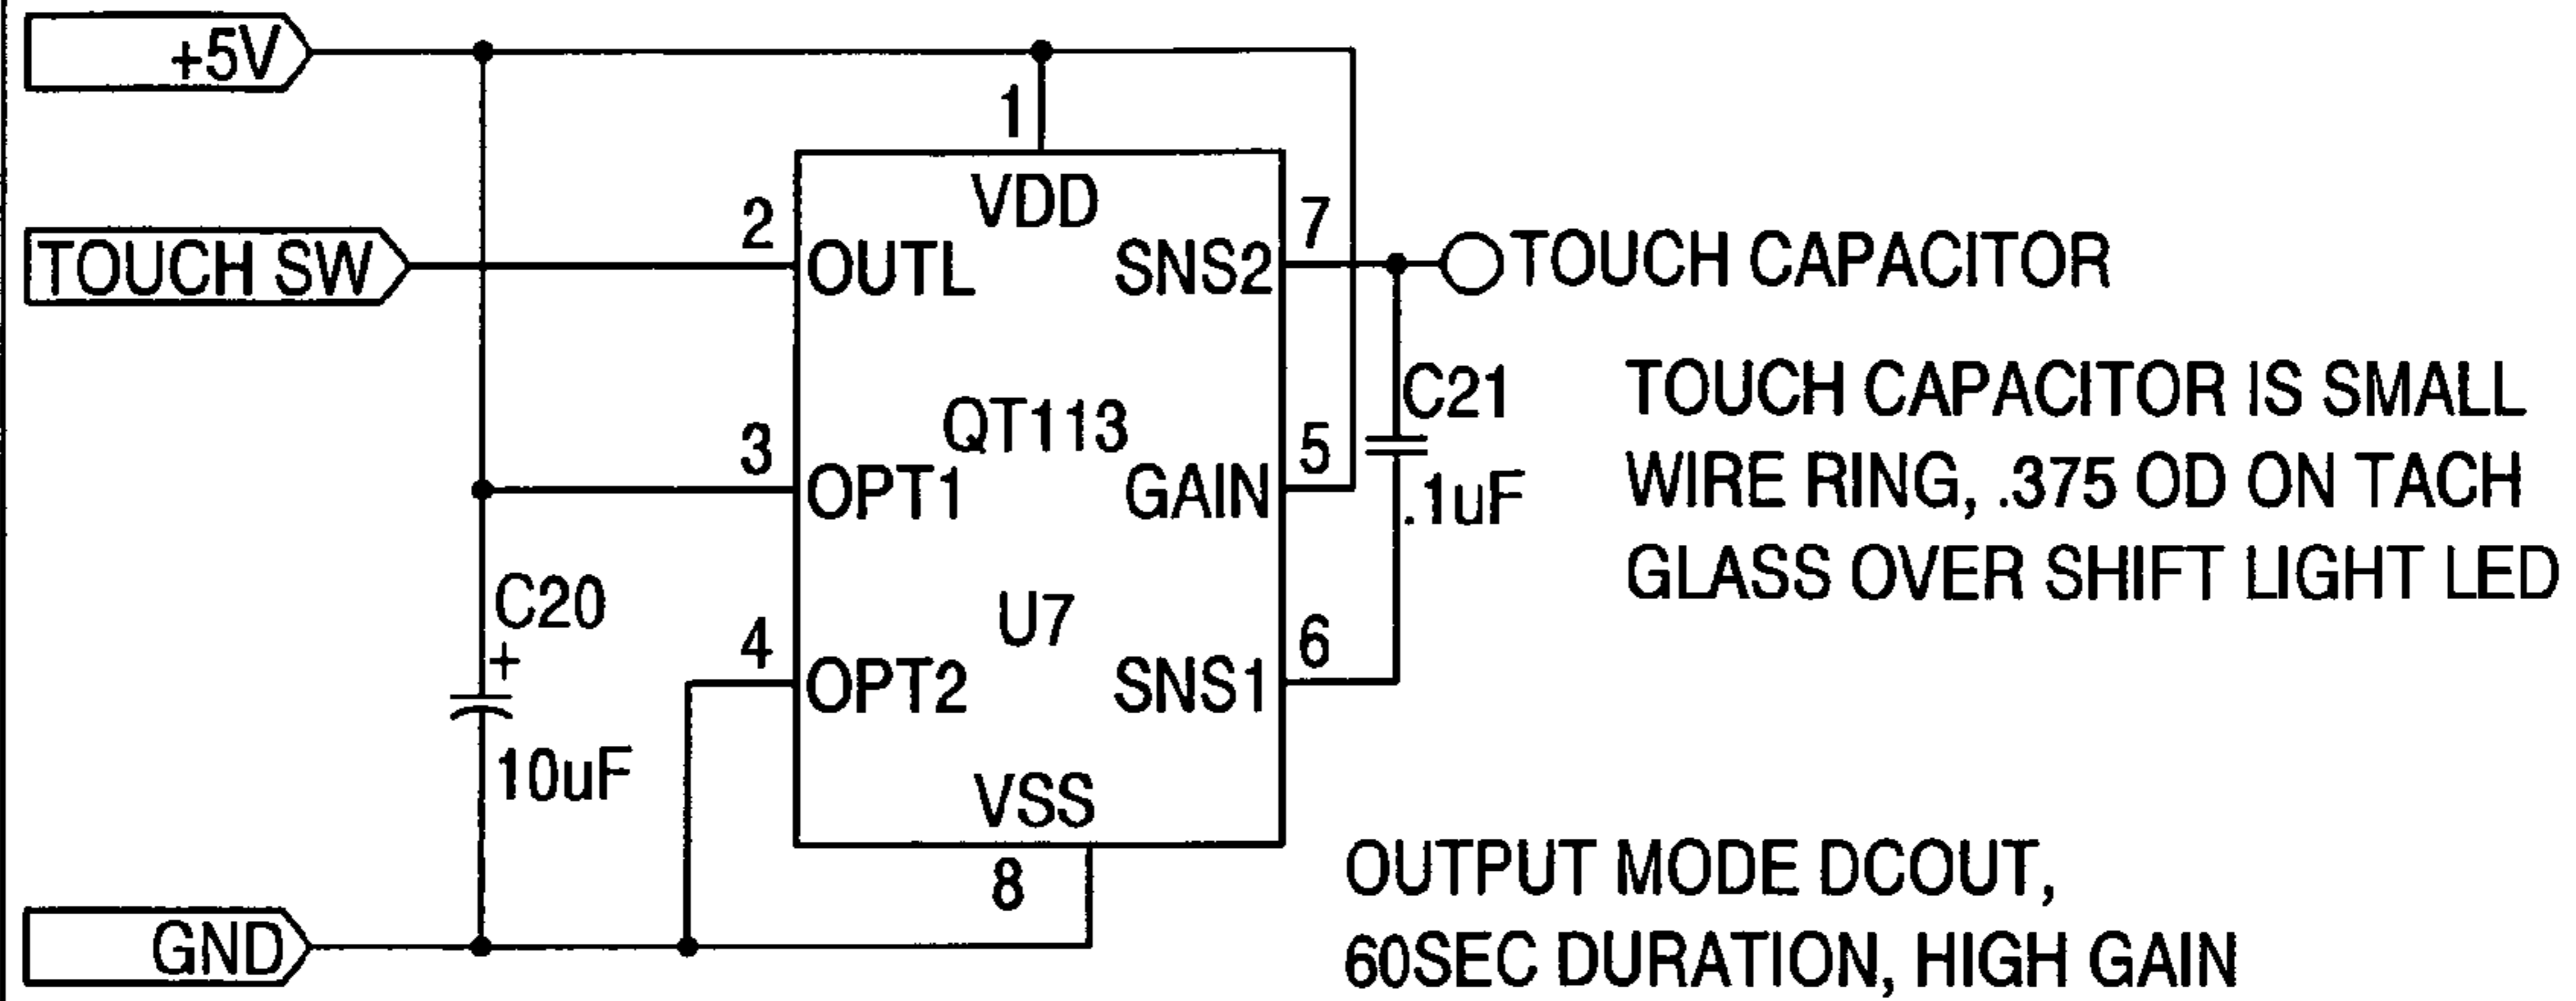 +5V
1
VDD
2
7
TOUCH SW
OUTL
SNS2
TOUCH CAPACITOR
C21
.1uF
TOUCH CAPACITOR IS SMALL
WIRE RING, .375 OD ON TACH
GLASS OVER SHIFT LIGHT LED
QT113
3
5
OPT1
GAIN
C20
+
10uF
U7
4
6
OPT2
SNS1
VSS
8
GND
OUTPUT MODE DCOUT,
60SEC DURATION, HIGH GAIN